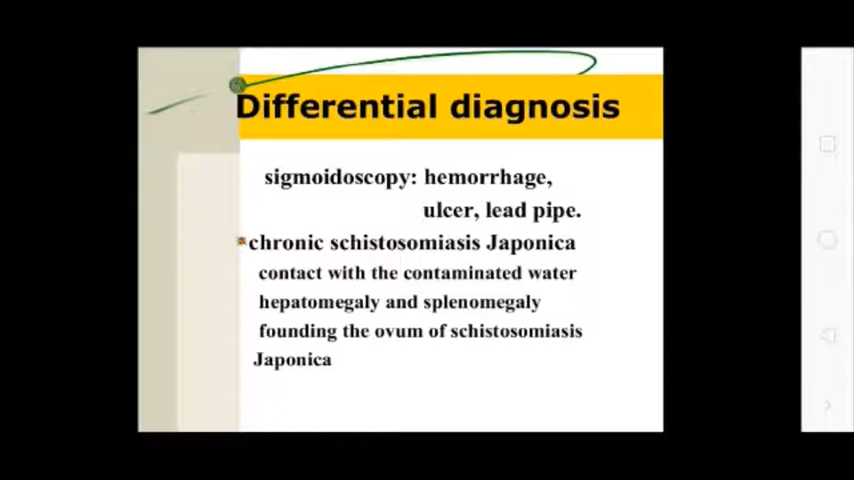 Differential diagnosis
sigmoidoscopy: hemorrhage,
ulcer, lead pipe.
chronic schistosomiasis Japonica
contact with the contaminated water
hepatomegaly and splenomegaly
founding the ovum of schistosomiasis
Japonica